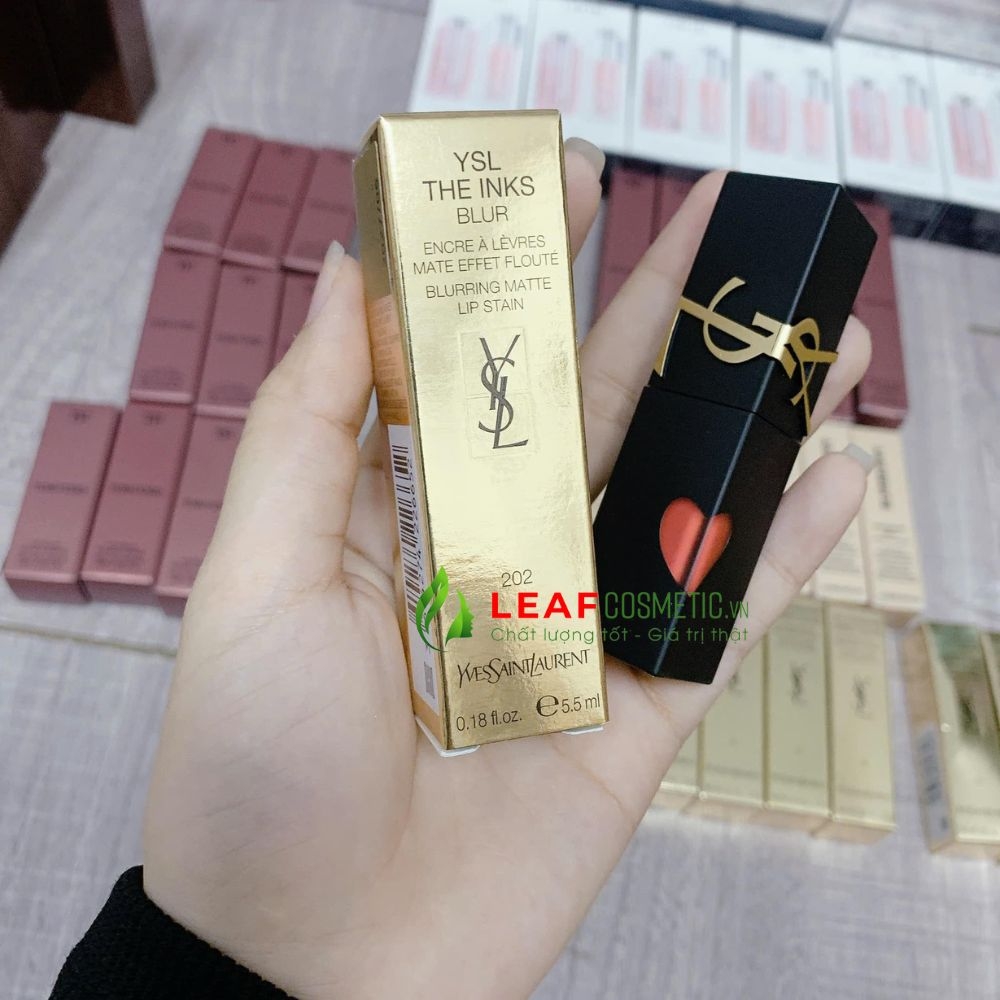 YSL
THE INKS
BLUR
ENCRE À LÈVRES
MATE EFFET FLOUTÉ
BLURRING MATTE
LIP STAIN
YSL
202
LEAFCOSMETIC.VN
Chất lượng tốt - Giá trị thật
YVESSAINTLAURENT
0.18 fl.oz. ℮ 5.5 ml
YSL